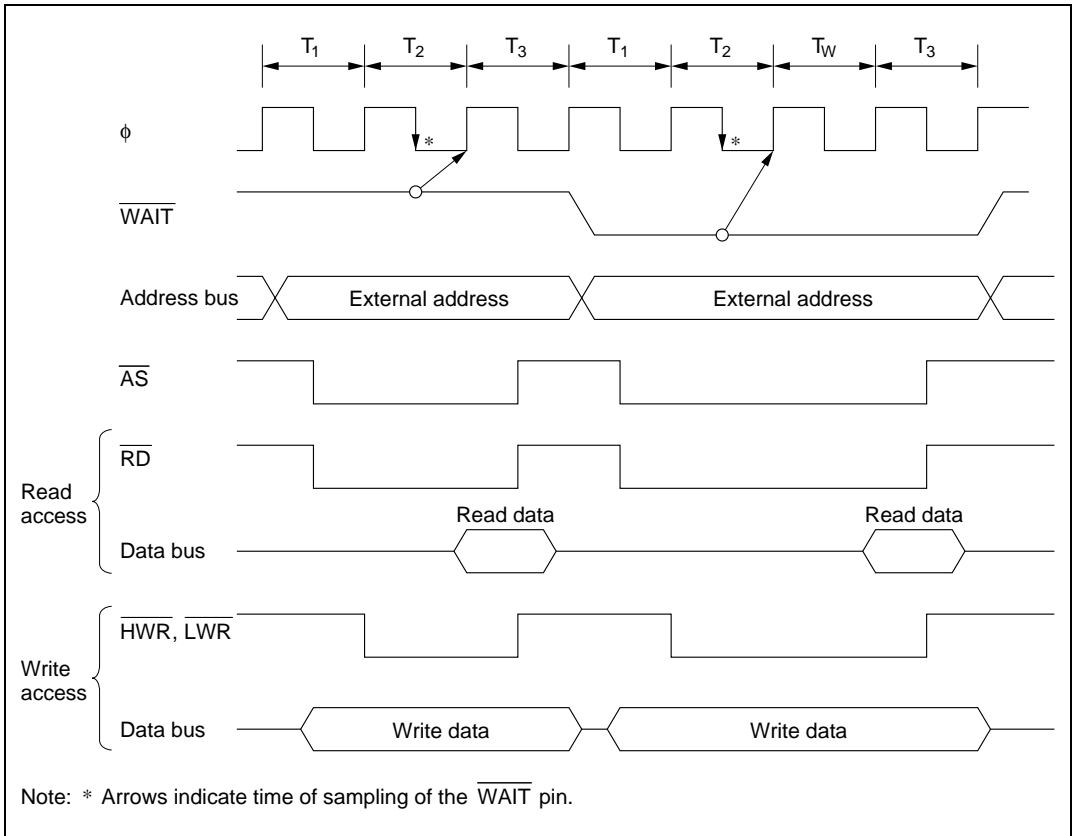 T1 T2 T3 T1 T2 TW T3
φ
* *
WAIT
Address bus External address External address
AS
Read access
RD
Read data Read data
Data bus
Write access
HWR, LWR
Data bus Write data Write data
Note: * Arrows indicate time of sampling of the WAIT pin.